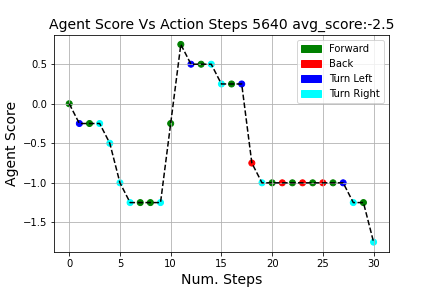 Agent Score Vs Action Steps 5640 avg_score:-2.5
Agent Score
0.5
0.0
−0.5
−1.0
−1.5
Forward
Back
Turn Left
Turn Right
0 5 10 15 20 25 30
Num. Steps